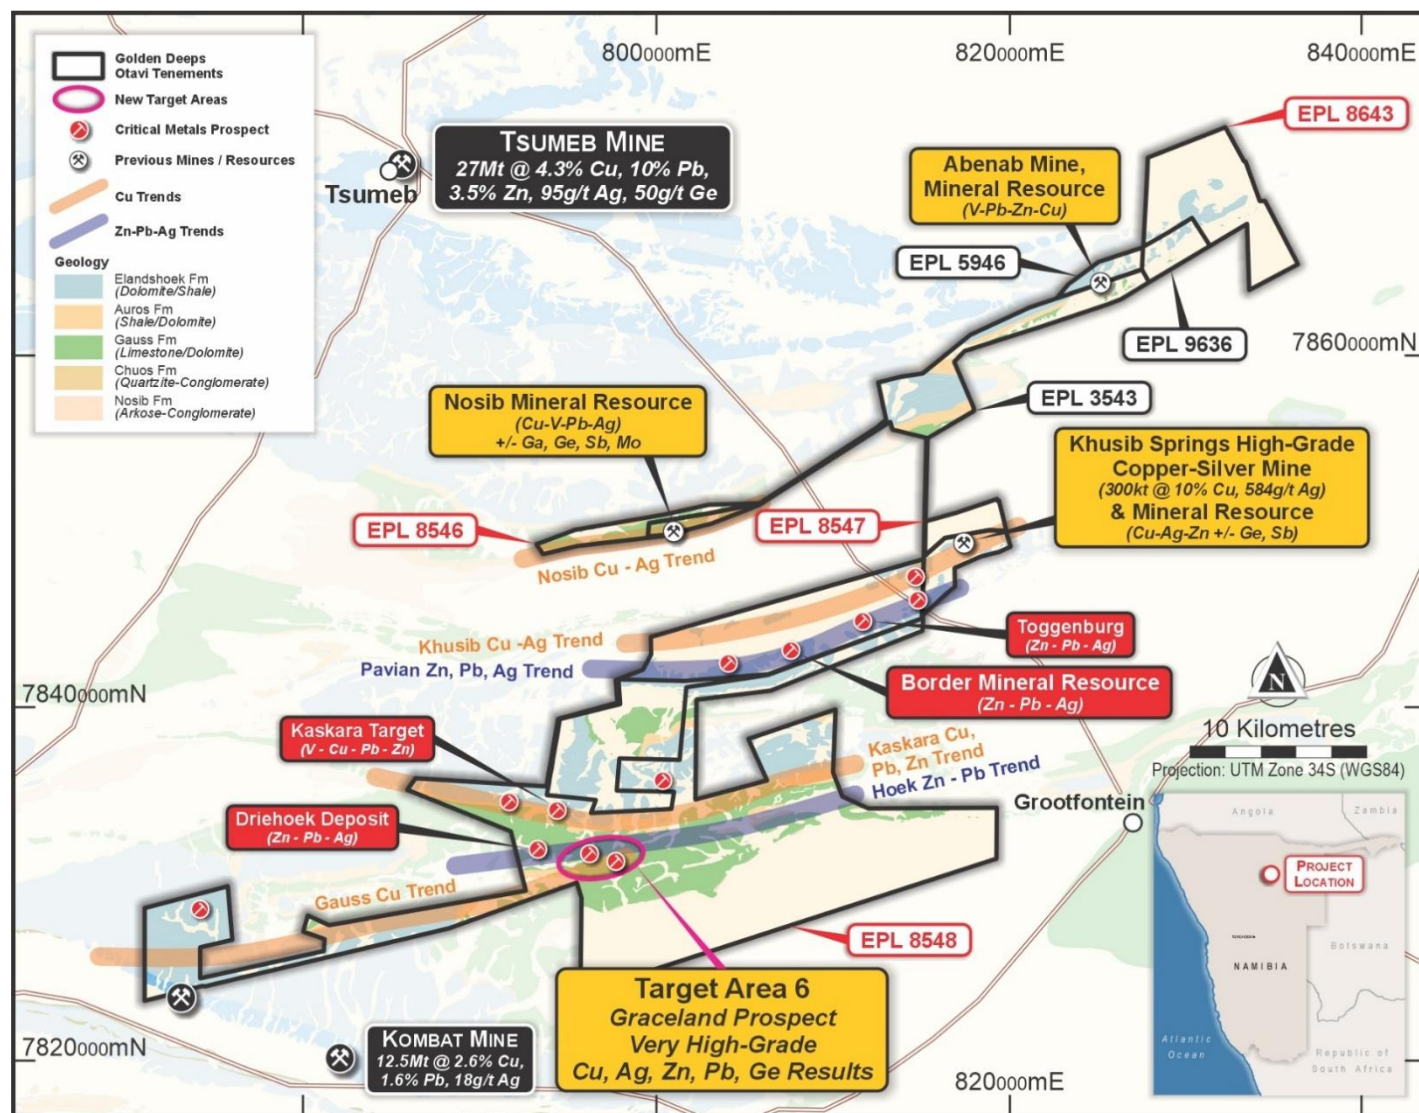 800000mE
820000mE
840000mE
Golden Deeps
Otavi Tenements
New Target Areas
Critical Metals Prospect
Previous Mines / Resources
Cu Trends
Zn-Pb-Ag Trends
Geology
Elandshoek Fm
(Dolomite/Shale)
Auros Fm
(Shale/Dolomite)
Gauss Fm
(Limestone/Dolomite)
Chuos Fm
(Quartzite-Conglomerate)
Nosib Fm
(Arkose-Conglomerate)
Tsumeb
TSUMEB MINE
27Mt @ 4.3% Cu, 10% Pb,
3.5% Zn, 95g/t Ag, 50g/t Ge
EPL 8643
Abenab Mine,
Mineral Resource
(V-Pb-Zn-Cu)
EPL 5946
EPL 9636
7860000mN
EPL 3543
Nosib Mineral Resource
(Cu-V-Pb-Ag)
+/- Ga, Ge, Sb, Mo
Khusib Springs High-Grade
Copper-Silver Mine
(300kt @ 10% Cu, 584g/t Ag)
& Mineral Resource
(Cu-Ag-Zn +/- Ge, Sb)
EPL 8546
EPL 8547
Nosib Cu - Ag Trend
Khusib Cu -Ag Trend
Pavian Zn, Pb, Ag Trend
Toggenburg
(Zn - Pb - Ag)
Border Mineral Resource
(Zn - Pb - Ag)
7840000mN
N
10 Kilometres
Projection: UTM Zone 34S (WGS84)
Kaskara Target
(V - Cu - Pb - Zn)
Kaskara Cu,
Pb, Zn Trend
Hoek Zn - Pb Trend
Grootfontein
Driehoek Deposit
(Zn - Pb - Ag)
Gauss Cu Trend
EPL 8548
Target Area 6
Graceland Prospect
Very High-Grade
Cu, Ag, Zn, Pb, Ge Results
KOMBAT MINE
12.5Mt @ 2.6% Cu,
1.6% Pb, 18g/t Ag
7820000mN
820000mE
Angola
Zambia
PROJECT
LOCATION
NAMIBIA
Botswana
Atlantic
Ocean
Republic of
South Africa